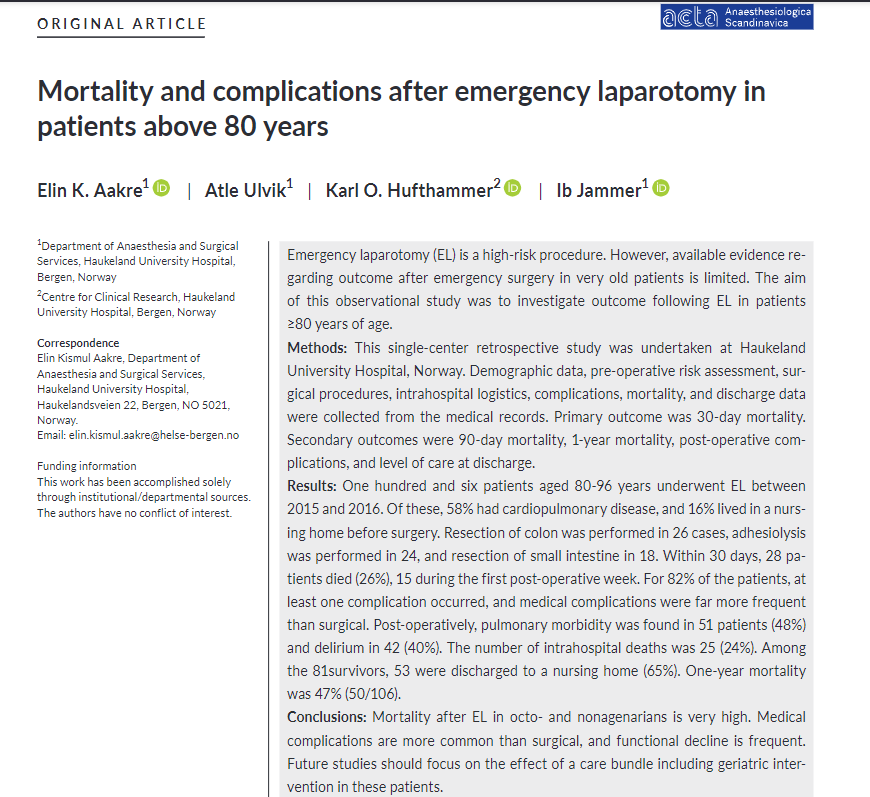 ORIGINAL ARTICLE
acta Anaesthesiologica
Scandinavica
Mortality and complications after emergency laparotomy in
patients above 80 years
Elin K. Aakre1 iD | Atle Ulvik1 | Karl O. Hufthammer2 iD | Ib Jammer1 iD
1Department of Anaesthesia and Surgical
Services, Haukeland University Hospital,
Bergen, Norway
2Centre for Clinical Research, Haukeland
University Hospital, Bergen, Norway
Correspondence
Elin Kismul Aakre, Department of
Anaesthesia and Surgical Services,
Haukeland University Hospital,
Haukelandsveien 22, Bergen, NO 5021,
Norway.
Email: elin.kismul.aakre@helse-bergen.no
Funding information
This work has been accomplished solely
through institutional/departmental sources.
The authors have no conflict of interest.
Emergency laparotomy (EL) is a high-risk procedure. However, available evidence re-
garding outcome after emergency surgery in very old patients is limited. The aim
of this observational study was to investigate outcome following EL in patients
≥80 years of age.
Methods: This single-center retrospective study was undertaken at Haukeland
University Hospital, Norway. Demographic data, pre-operative risk assessment, sur-
gical procedures, intrahospital logistics, complications, mortality, and discharge data
were collected from the medical records. Primary outcome was 30-day mortality.
Secondary outcomes were 90-day mortality, 1-year mortality, post-operative com-
plications, and level of care at discharge.
Results: One hundred and six patients aged 80-96 years underwent EL between
2015 and 2016. Of these, 58% had cardiopulmonary disease, and 16% lived in a nurs-
ing home before surgery. Resection of colon was performed in 26 cases, adhesiolysis
was performed in 24, and resection of small intestine in 18. Within 30 days, 28 pa-
tients died (26%), 15 during the first post-operative week. For 82% of the patients, at
least one complication occurred, and medical complications were far more frequent
than surgical. Post-operatively, pulmonary morbidity was found in 51 patients (48%)
and delirium in 42 (40%). The number of intrahospital deaths was 25 (24%). Among
the 81survivors, 53 were discharged to a nursing home (65%). One-year mortality
was 47% (50/106).
Conclusions: Mortality after EL in octo- and nonagenarians is very high. Medical
complications are more common than surgical, and functional decline is frequent.
Future studies should focus on the effect of a care bundle including geriatric inter-
vention in these patients.